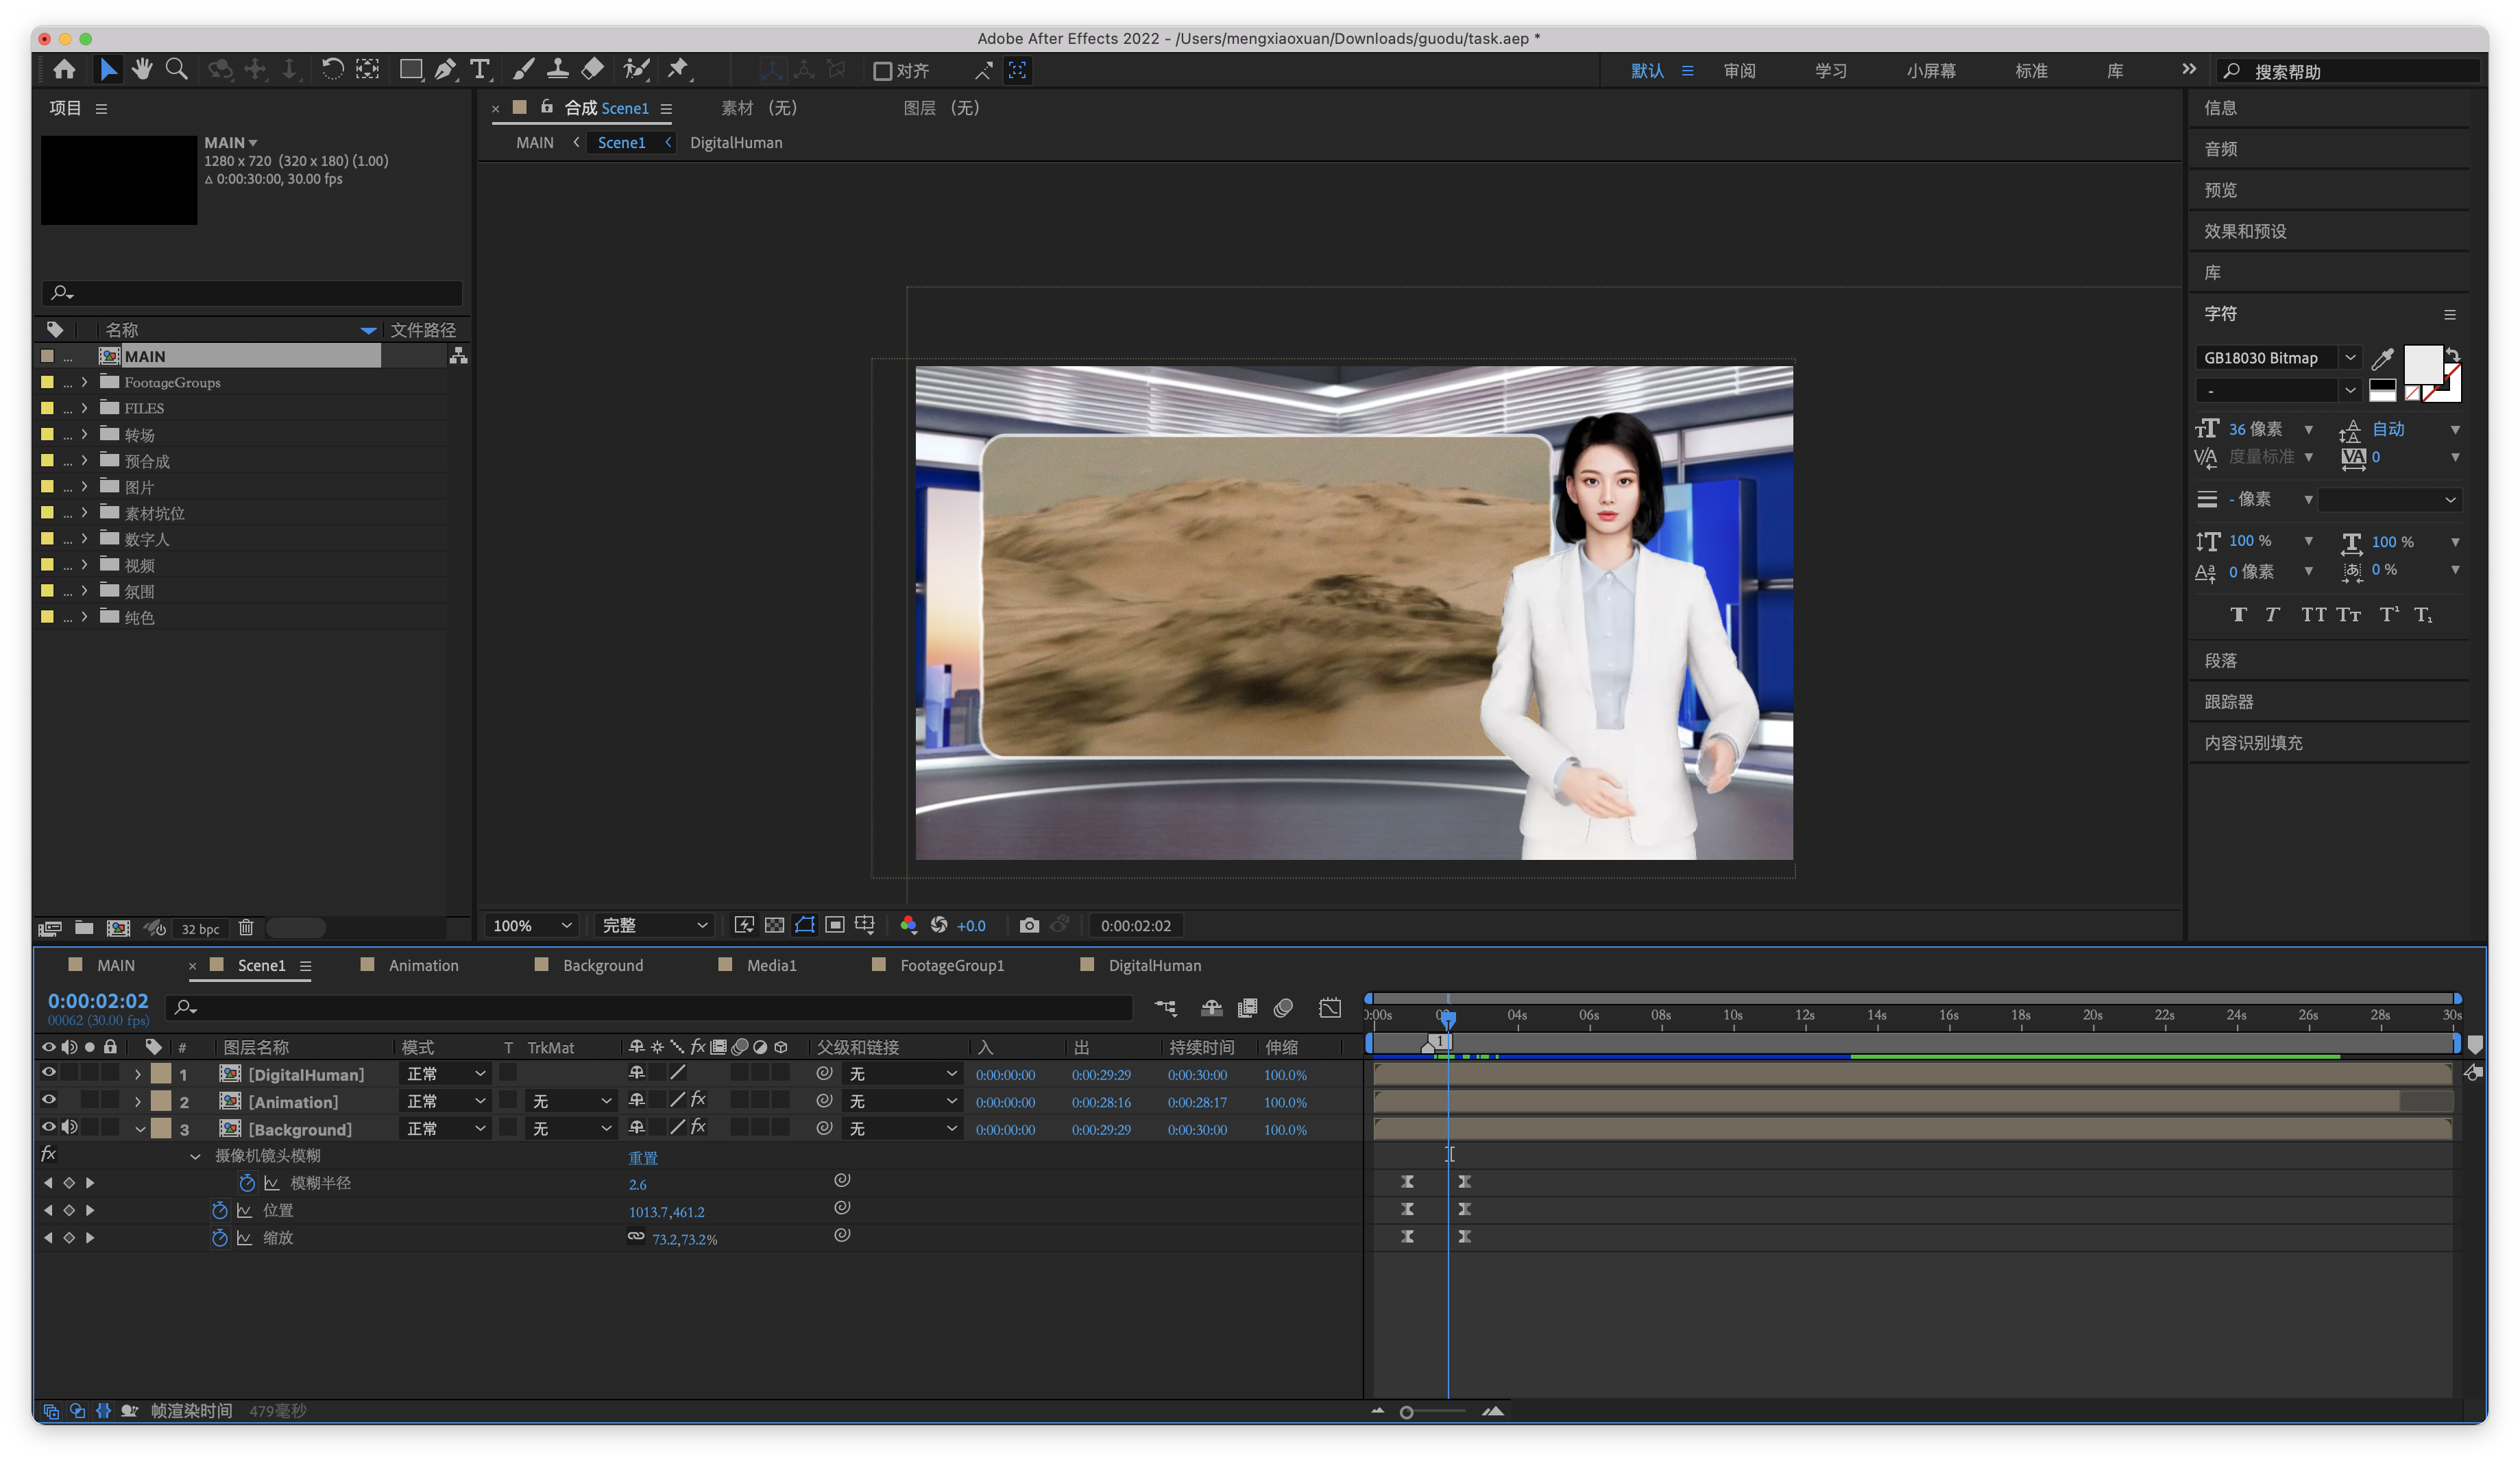 Adobe After Effects 2022 - /Users/mengxiaoxuan/Downloads/guodu/task.aep *
对齐
默认
审阅
学习
小屏幕
标准
库
搜索帮助
项目
MAIN
1280 x 720 (320 x 180) (1.00)
Δ 0:00:30:00, 30.00 fps
名称
文件路径
... MAIN
... FootageGroups
... FILES
... 转场
... 预合成
... 图片
... 素材坑位
... 数字人
... 视频
... 氛围
... 纯色
32 bpc
合成 Scene1
素材 (无)
图层 (无)
MAIN
Scene1
DigitalHuman
100%
完整
+0.0
0:00:02:02
信息
音频
预览
效果和预设
库
字符
GB18030 Bitmap
-
36 像素
自动
度量标准
0
- 像素
100 %
100 %
0 像素
0 %
段落
跟踪器
内容识别填充
MAIN
Scene1
Animation
Background
Media1
FootageGroup1
DigitalHuman
0:00:02:02
00062 (30.00 fps)
# 图层名称 模式 T TrkMat fx 父级和链接 入 出 持续时间 伸缩
04s 06s 08s 10s 12s 14s 16s 18s 20s 22s 24s 26s 28s 30s
1
1 [DigitalHuman] 正常 无 0:00:00:00 0:00:29:29 0:00:30:00 100.0%
2 [Animation] 正常 无 fx 无 0:00:00:00 0:00:28:16 0:00:28:17 100.0%
3 [Background] 正常 无 fx 无 0:00:00:00 0:00:29:29 0:00:30:00 100.0%
fx 摄像机镜头模糊 重置
模糊半径 2.6
位置 1013.7,461.2
缩放 73.2,73.2%
帧渲染时间 479毫秒